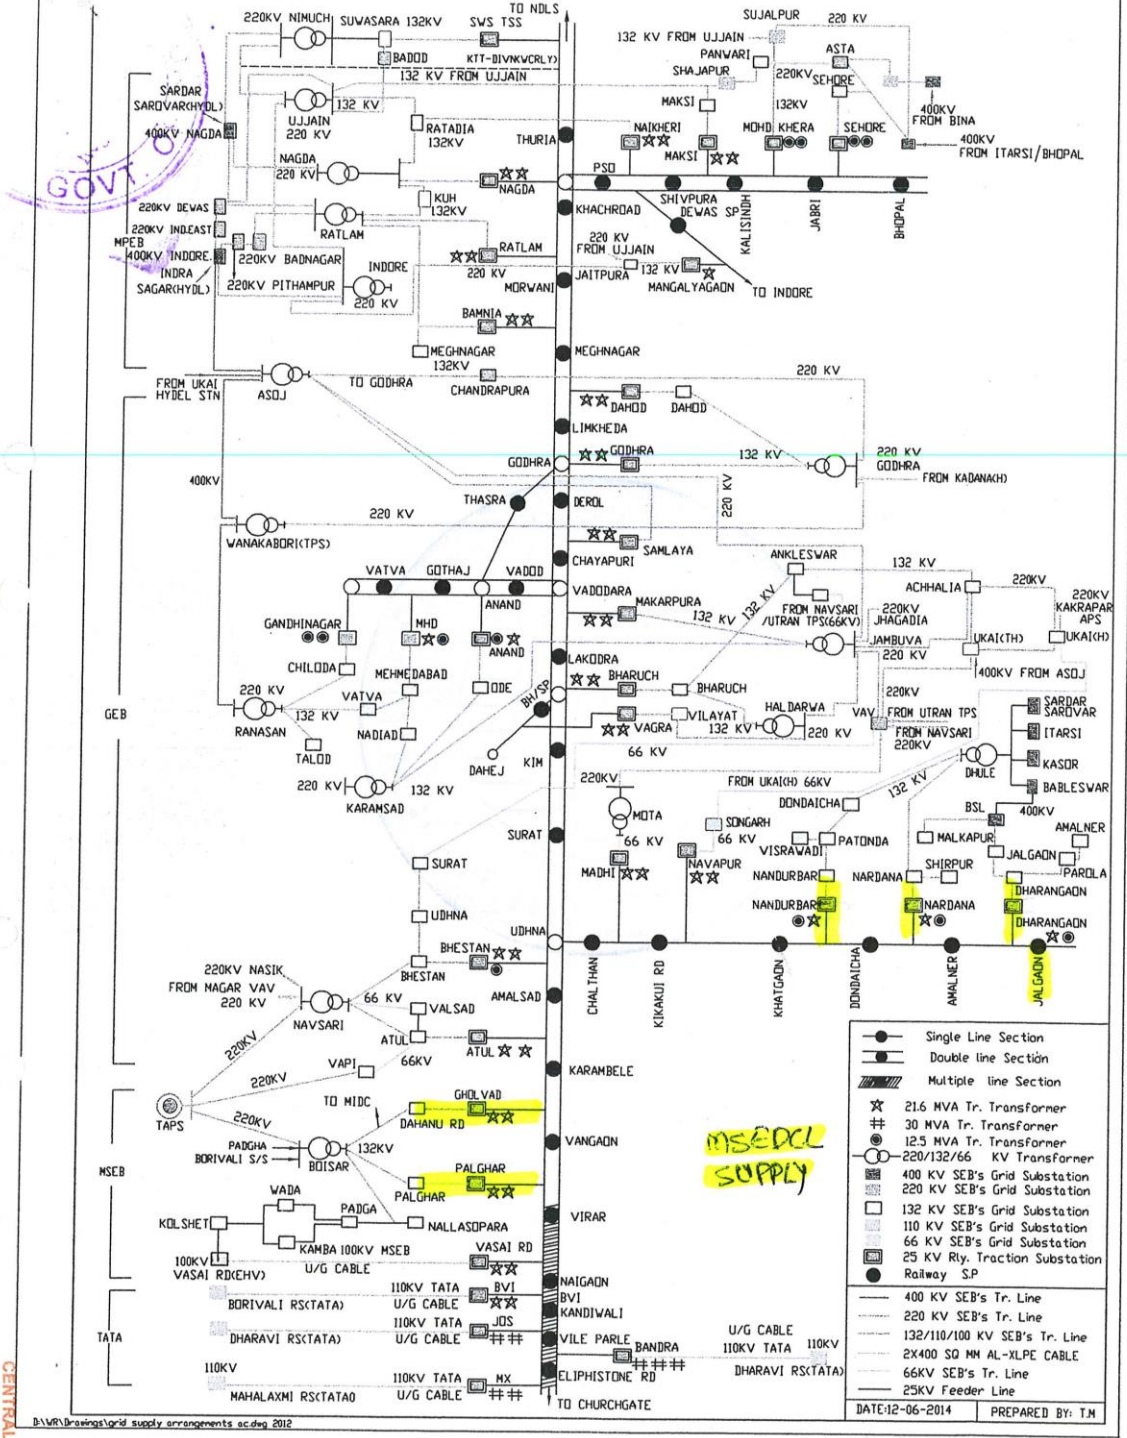 TO NDLS
220KV NIMUCH
SUWASARA 132KV
SWS TSS
SUJALPUR
220 KV
132 KV FROM UJJAIN
PANWARI
ASTA
BADOD
KTT-DIVN(WCRLY)
SHAJAPUR
220KV
SEHORE
132 KV FROM UJJAIN
SARDAR
SAROVAR(HYDL)
132 KV
MAKSI
132KV
400KV
FROM BINA
UJJAIN
220 KV
400KV NAGDA
RATADIA
132KV
THURIA
NAIKHERI
MAKSI
MOHD KHERA
SEHORE
400KV
FROM ITARSI/BHOPAL
GOVT. O
NAGDA
220 KV
PSD
NAGDA
KUH
132KV
KHACHROAD
SHIVPURA
DEWAS SP
KALISINDH
JABRI
BHOPAL
220KV DEWAS
220KV IND.EAST
RATLAM
MPEB
400KV INDORE
220KV
BADNAGAR
INDORE
RATLAM
220 KV
220 KV
FROM UJJAIN
132 KV
INDRA
SAGAR(HYDL)
220KV PITHAMPUR
220 KV
MORWANI
JAITPURA
MANGALYAGAON
TO INDORE
BAMNIA
MEGHNAGAR
132KV
MEGHNAGAR
FROM UKAI
HYDEL STN
ASOJ
TO GODHRA
CHANDRAPURA
220 KV
DAHOD
DAHOD
LIMKHEDA
GODHRA
GODHRA
132 KV
220 KV
GODHRA
FROM KADANA(H)
400KV
THASRA
DEROL
220 KV
220 KV
WANAKABORI(TPS)
SAMLAYA
CHAYAPURI
ANKLESWAR
132 KV
VATVA
GOTHAJ
VADOD
ACHHALIA
220KV
ANAND
VADODARA
MAKARPURA
132 KV
132 KV
FROM NAVSARI
/UTRAN TPS(66KV)
220KV
JHAGADIA
220KV
KAKRAPAR
APS
GANDHINAGAR
MHD
ANAND
JAMBUVA
220 KV
UKAI(TH)
UKAI(H)
CHILODA
MEHMEDABAD
LAKODRA
400KV FROM ASOJ
ODE
BHARUCH
BHARUCH
220KV
GEB
220 KV
VATVA
BH/SP
HALDARWA
VAV
FROM UTRAN TPS
FROM NAVSARI
SARDAR
SAROVAR
RANASAN
132 KV
VAGRA
VILAYAT
132 KV
220 KV
220KV
ITARSI
NADIAD
66 KV
TALOD
DAHEJ
KIM
KASOR
220 KV
KARAMSAD
132 KV
220KV
FROM UKAI(H) 66KV
132 KV
DHULE
BABLESWAR
DONDAICHA
400KV
MOTA
SONGARH
BSL
AMALNER
SURAT
66 KV
66 KV
VISRAWADI
PATONDA
MALKAPUR
JALGAON
SURAT
MADHI
NAVAPUR
NANDURBAR
NARDANA
SHIRPUR
PAROLA
DHARANGAON
NANDURBAR
NARDANA
DHARANGAON
UDHNA
UDHNA
BHESTAN
220KV NASIK
FROM MAGAR VAV
220 KV
BHESTAN
CHALTHAN
KIKAKUI RD
KHATGAON
DONDAICHA
AMALNER
JALGAON
66 KV
AMALSAD
NAVSARI
VALSAD
ATUL
66KV
ATUL
220KV
VAPI
KARAMBELE
220KV
TAPS
TO MIDC
GHOLVAD
DAHANU RD
220KV
PADGHA
BORIVALI S/S
132KV
BOISAR
VANGAON
MSEDCL
SUPPLY
MSEB
PALGHAR
PALGHAR
WADA
PADGA
KOLSHET
NALLASOPARA
VIRAR
KAMBA
100KV MSEB
U/G CABLE
VASAI RD
100KV
VASAI RD(EHV)
NAIGAON
110KV TATA
U/G CABLE
BVI
BVI
BORIVALI RS(TATA)
KANDIWALI
110KV TATA
U/G CABLE
JOS
DHARAVI RS(TATA)
TATA
VILE PARLE
BANDRA
U/G CABLE
110KV TATA
110KV
DHARAVI RS(TATA)
110KV
MAHALAXMI RS(TATAO
110KV TATA
U/G CABLE
MX
ELIPHISTONE RD
TO CHURCHGATE
Single Line Section
Double line Section
Multiple line Section
21.6 MVA Tr. Transformer
30 MVA Tr. Transformer
12.5 MVA Tr. Transformer
220/132/66 KV Transformer
400 KV SEB's Grid Substation
220 KV SEB's Grid Substation
132 KV SEB's Grid Substation
110 KV SEB's Grid Substation
66 KV SEB's Grid Substation
25 KV Rly. Traction Substation
Railway S.P
400 KV SEB's Tr. Line
220 KV SEB's Tr. Line
132/110/100 KV SEB's Tr. Line
2X400 SQ MM AL-XLPE CABLE
66KV SEB's Tr. Line
25KV Feeder Line
DATE:12-06-2014
PREPARED BY: T.M
D:\WR\Drawings\grid supply arrangements ac.dwg 2012
CENTRAL